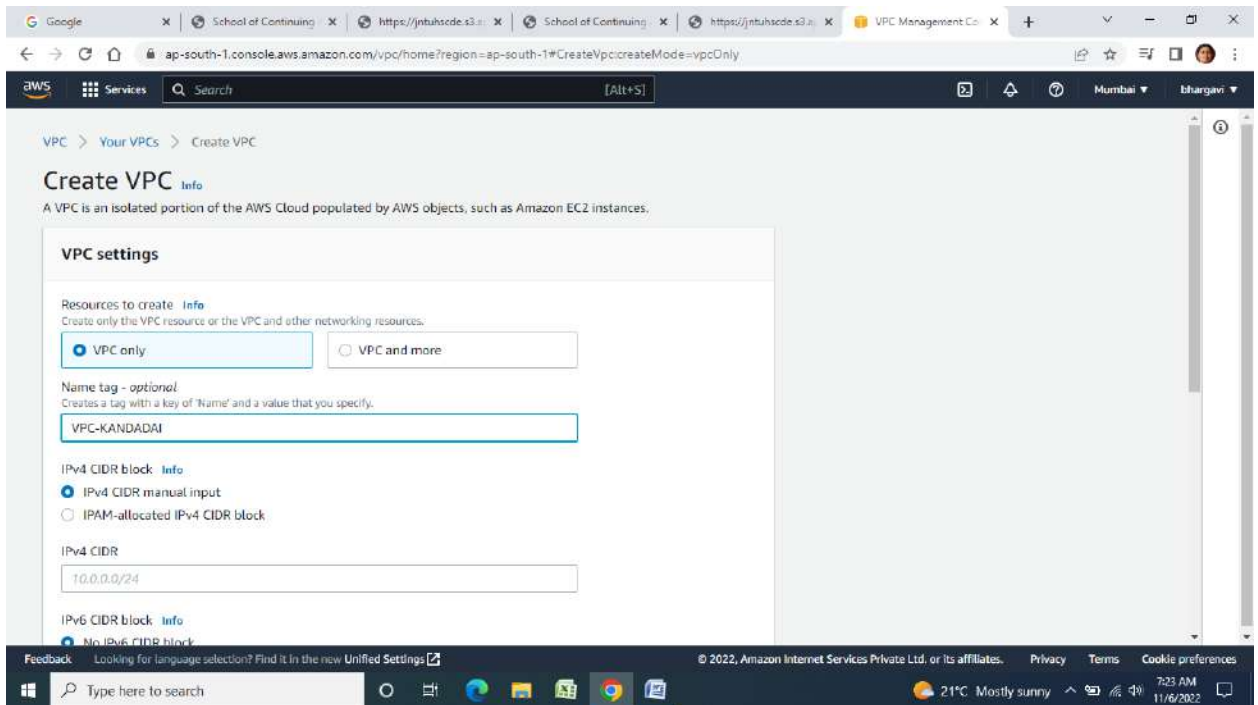 Google
School of Continuing
https://jntuhscde.s3.a
School of Continuing
https://jntuhscde.s3.a
VPC Management Co
ap-south-1.console.aws.amazon.com/vpc/home?region=ap-south-1#CreateVpc:createMode=vpcOnly
aws
Services
Search
[Alt+S]
Mumbai
bhargavi
VPC > Your VPCs > Create VPC
Create VPC Info
A VPC is an isolated portion of the AWS Cloud populated by AWS objects, such as Amazon EC2 instances.
VPC settings
Resources to create Info
Create only the VPC resource or the VPC and other networking resources.
VPC only
VPC and more
Name tag - optional
Creates a tag with a key of 'Name' and a value that you specify.
VPC-KANDADAI
IPv4 CIDR block Info
IPv4 CIDR manual input
IPAM-allocated IPv4 CIDR block
IPv4 CIDR
10.0.0.0/24
IPv6 CIDR block Info
No IPv6 CIDR block
Feedback
Looking for language selection? Find it in the new Unified Settings
© 2022, Amazon Internet Services Private Ltd. or its affiliates.
Privacy
Terms
Cookie preferences
Type here to search
21°C Mostly sunny
7:23 AM
11/6/2022